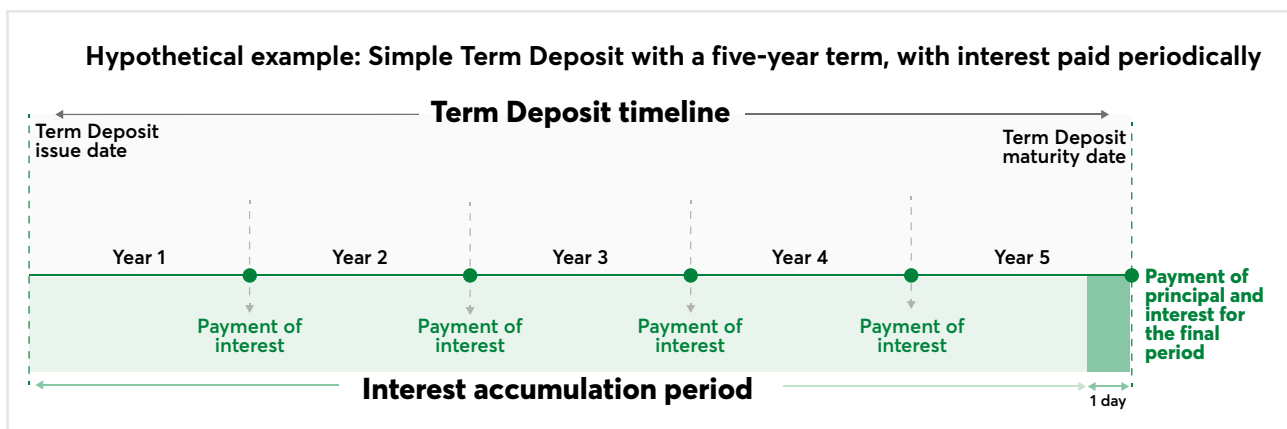 Hypothetical example: Simple Term Deposit with a five-year term, with interest paid periodically
Term Deposit timeline
Term Deposit
issue date
Term Deposit
maturity date
Year 1
Year 2
Year 3
Year 4
Year 5
Payment of
interest
Payment of
interest
Payment of
interest
Payment of
interest
Payment of
principal and
interest for
the final
period
Interest accumulation period
1 day